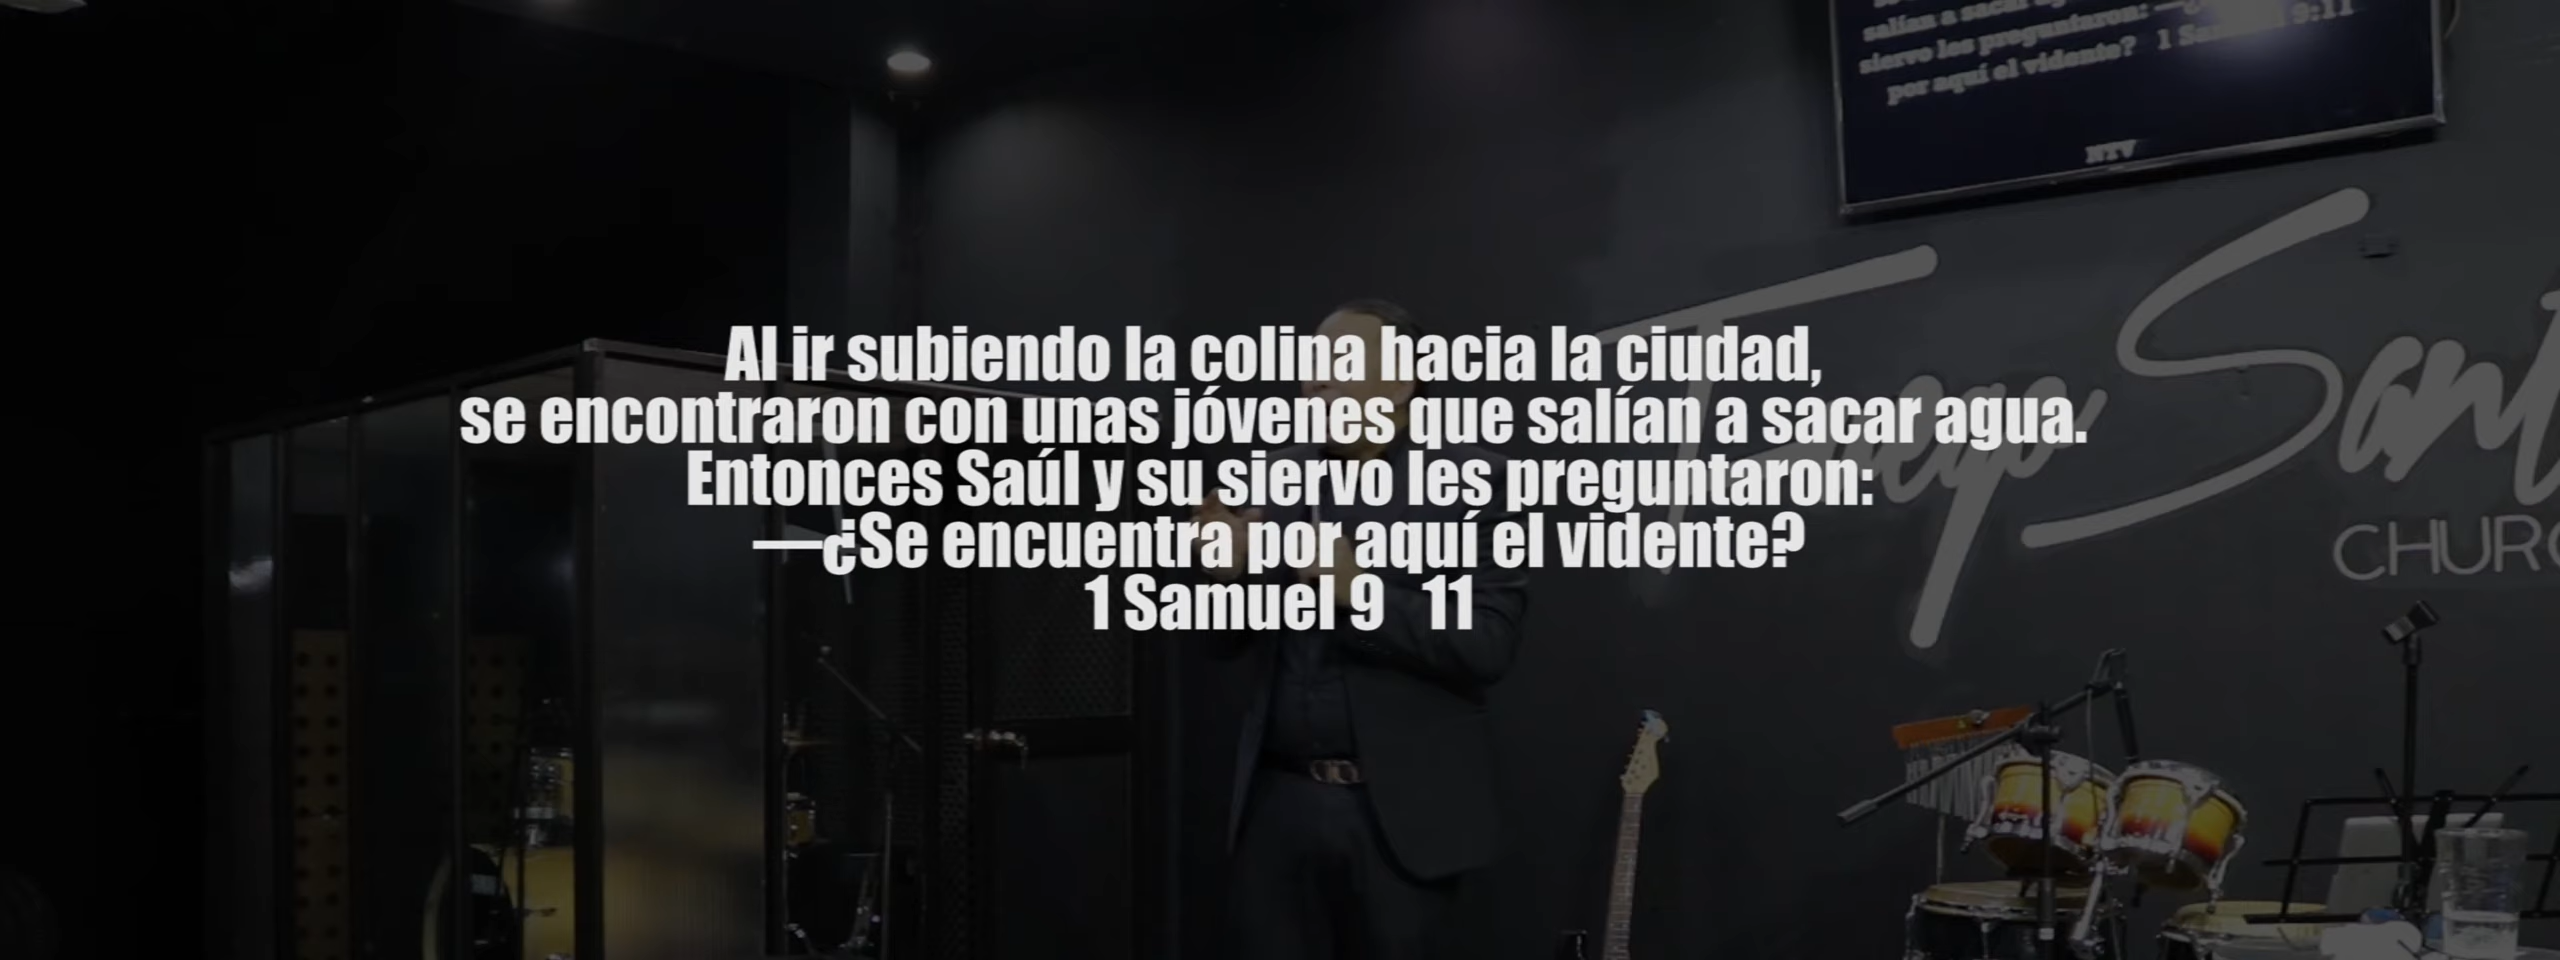 salían a sacar
siervo les preguntaron: 9:11
por aquí el vidente? 1
NTV
Al ir subiendo la colina hacia la ciudad,
se encontraron con unas jóvenes que salían a sacar agua.
Entonces Saúl y su siervo les preguntaron:
—¿Se encuentra por aquí el vidente?
1 Samuel 9 11